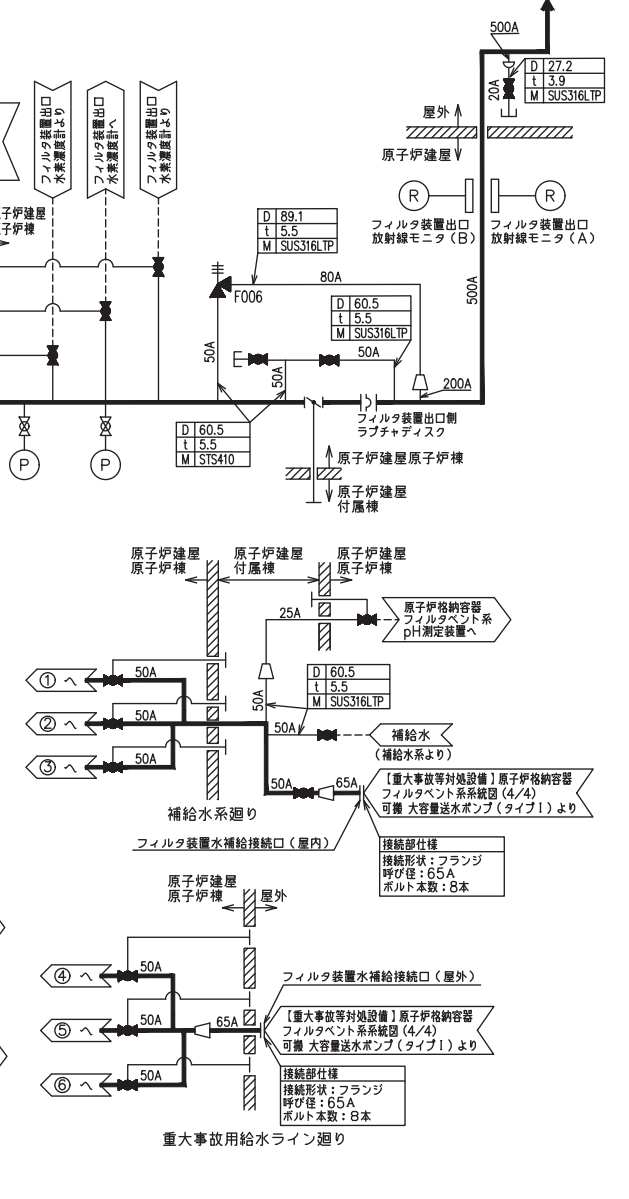 500A
D 27.2
t 3.9
M SUS316LTP
20A
屋外
原子炉建屋
フィルタ装置出口
水素濃度計より
フィルタ装置出口
水素濃度計へ
フィルタ装置出口
水素濃度計より
子炉建屋
子炉棟
R
R
フィルタ装置出口
放射線モニタ(B)
フィルタ装置出口
放射線モニタ(A)
D 89.1
t 5.5
M SUS316LTP
80A
F006
500A
D 60.5
t 5.5
M SUS316LTP
50A
50A
50A
200A
フィルタ装置出口側
ラプチャディスク
D 60.5
t 5.5
M STS410
P
P
原子炉建屋原子炉棟
原子炉建屋
付属棟
原子炉建屋
原子炉棟
原子炉建屋
付属棟
原子炉建屋
原子炉棟
25A
原子炉格納容器
フィルタベント系
pH測定装置へ
D 60.5
t 5.5
M SUS316LTP
50A
① へ
50A
② へ
50A
③ へ
50A
50A
補給水
(補給水系より)
50A
65A
【重大事故等対処設備】原子炉格納容器
フィルタベント系系統図(4/4)
可搬 大容量送水ポンプ(タイプⅠ)より
補給水系廻り
フィルタ装置水補給接続口(屋内)
接続部仕様
接続形状:フランジ
呼び径:65A
ボルト本数:8本
原子炉建屋
原子炉棟
屋外
④ へ
50A
⑤ へ
50A
⑥ へ
50A
65A
フィルタ装置水補給接続口(屋外)
【重大事故等対処設備】原子炉格納容器
フィルタベント系系統図(4/4)
可搬 大容量送水ポンプ(タイプⅠ)より
接続部仕様
接続形状:フランジ
呼び径:65A
ボルト本数:8本
重大事故用給水ライン廻り